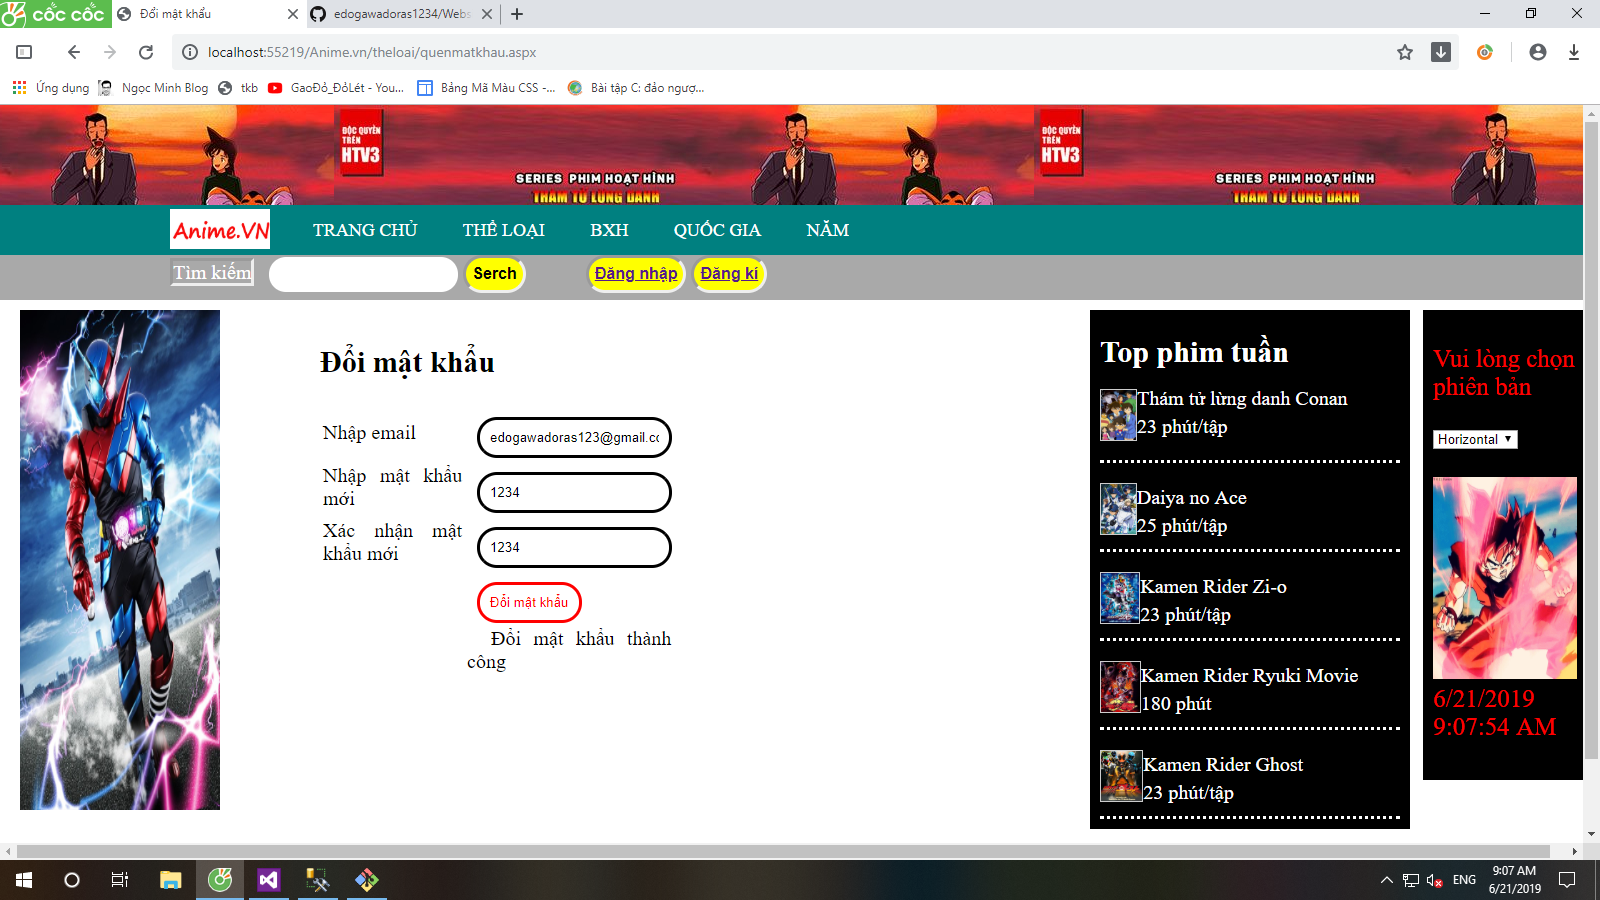 cốc cốc
Đổi mật khẩu
edogawadoras1234/Webs
localhost:55219/Anime.vn/theloai/quenmatkhau.aspx
Ứng dụng
Ngọc Minh Blog
tkb
GaoĐỏ_ĐỏLét - You...
Bảng Mã Màu CSS -...
Bài tập C: đảo ngượ...
ĐỘC QUYỀN
TRÊN
HTV3
SERIES PHIM HOẠT HÌNH
THÁM TỬ LỪNG DANH
ĐỘC QUYỀN
TRÊN
HTV3
SERIES PHIM HOẠT HÌNH
THÁM TỬ LỪNG DANH
Anime.VN
TRANG CHỦ
THỂ LOẠI
BXH
QUỐC GIA
NĂM
Tìm kiếm
Serch
Đăng nhập
Đăng kí
Đổi mật khẩu
Nhập email
edogawadoras123@gmail.co
Nhập mật khẩu
mới
1234
Xác nhận mật
khẩu mới
1234
Đổi mật khẩu
Đổi mật khẩu thành
công
Top phim tuần
Thám tử lừng danh Conan
23 phút/tập
Daiya no Ace
25 phút/tập
Kamen Rider Zi-o
23 phút/tập
Kamen Rider Ryuki Movie
180 phút
Kamen Rider Ghost
23 phút/tập
Vui lòng chọn
phiên bản
Horizontal
6/21/2019
9:07:54 AM
ENG
9:07 AM
6/21/2019